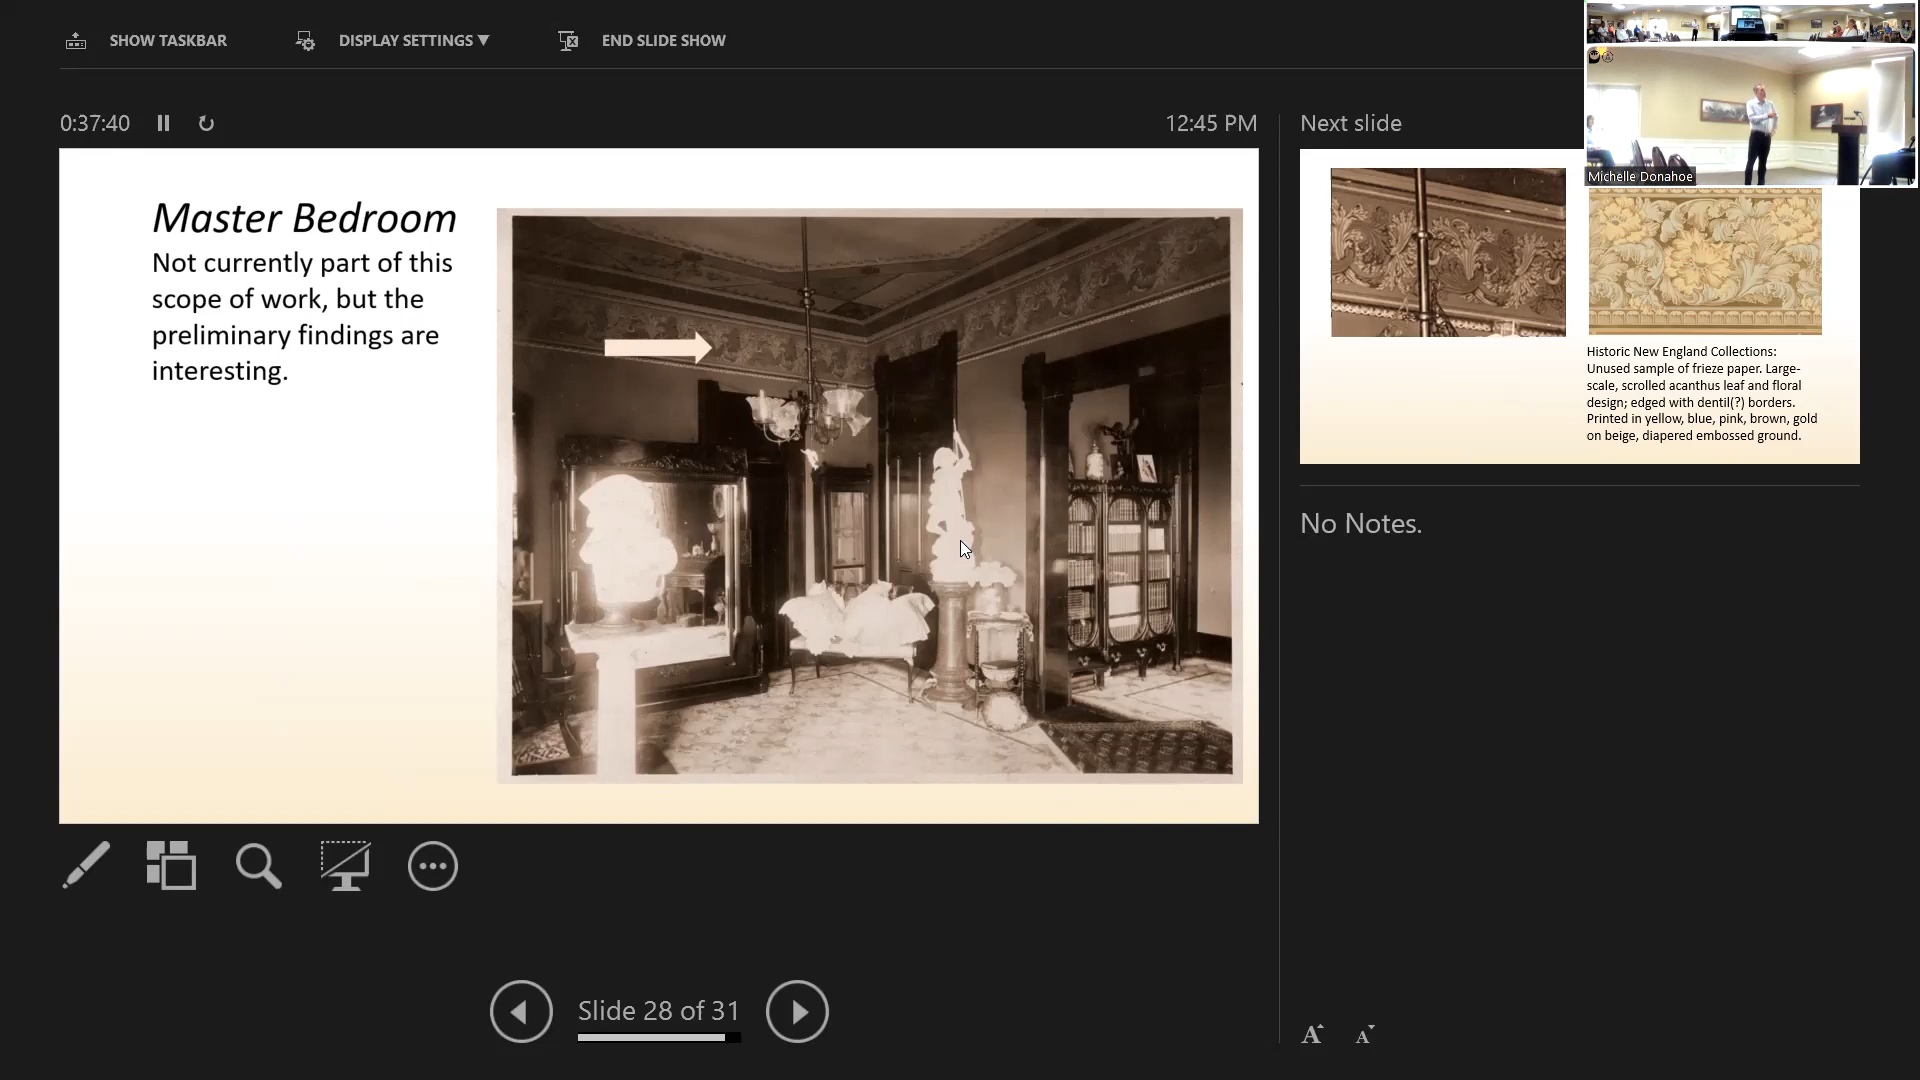 SHOW TASKBAR
DISPLAY SETTINGS ▼
END SLIDE SHOW
0:37:40
12:45 PM
Next slide
Michelle Donahoe
Master Bedroom
Not currently part of this
scope of work, but the
preliminary findings are
interesting.
Historic New England Collections:
Unused sample of frieze paper. Large-
scale, scrolled acanthus leaf and floral
design; edged with dentil(?) borders.
Printed in yellow, blue, pink, brown, gold
on beige, diapered embossed ground.
No Notes.
Slide 28 of 31
A A